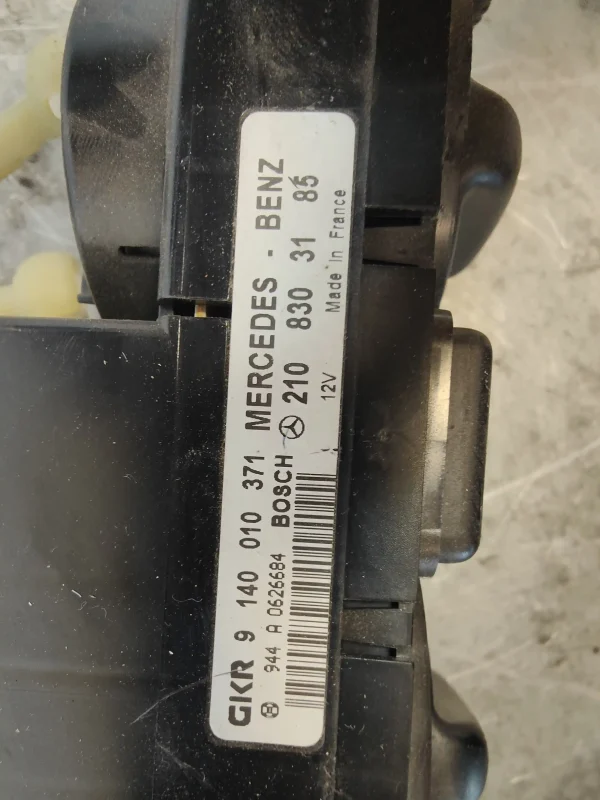 GKR 9 140 010 371 MERCEDES - BENZ
944 A 0626684 BOSCH 210 830 31 85
12V Made In France